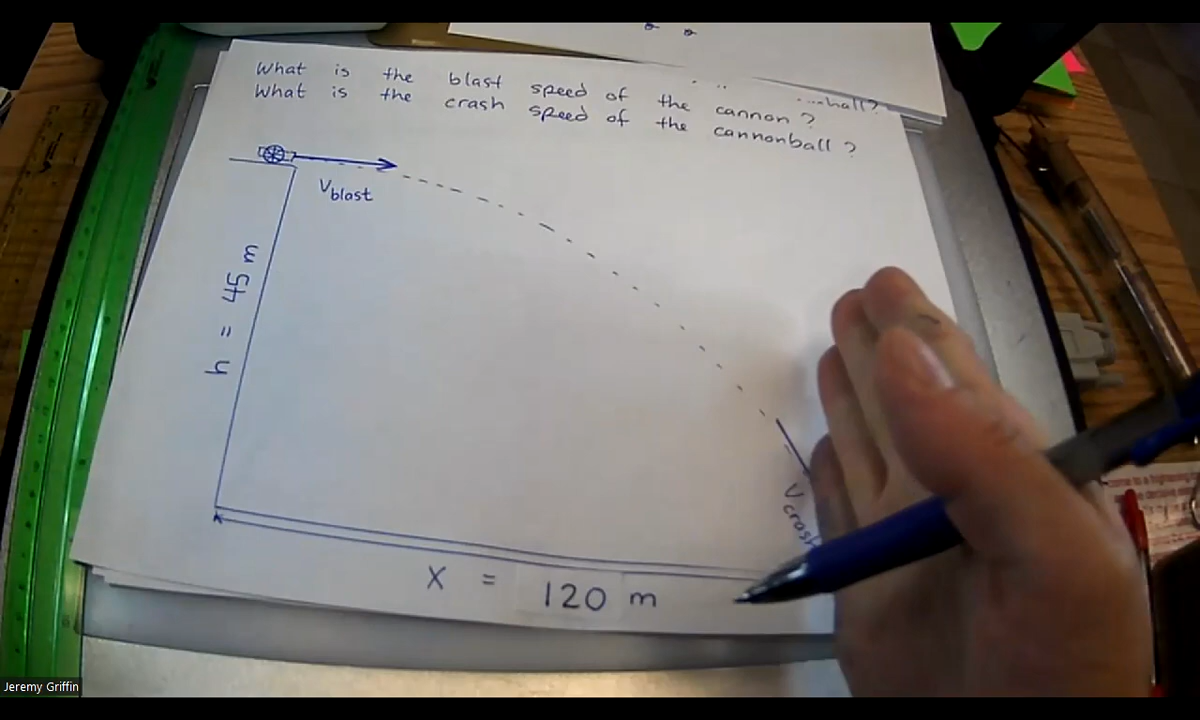 What is the blast speed of the cannon?
What is the crash speed of the cannonball?
Vblast
h = 45 m
Vcrash
X = 120 m
Jeremy Griffin